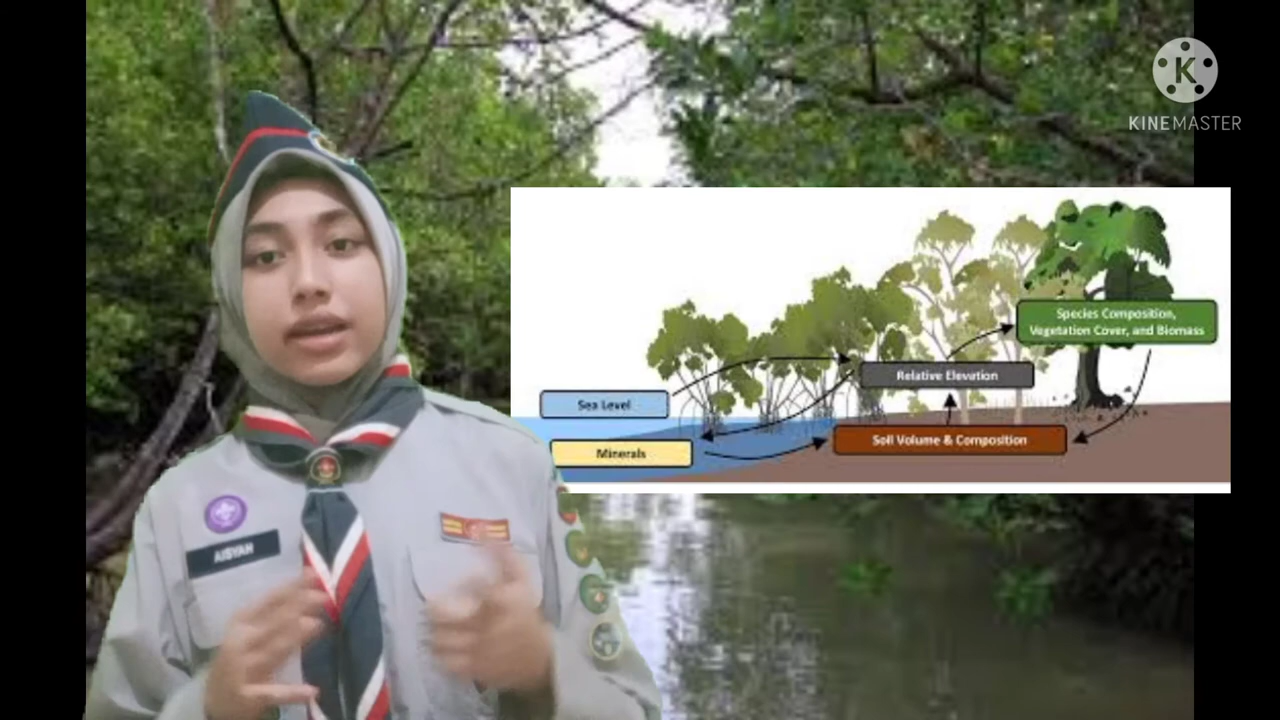 K
KINEMASTER
Species Composition,
Vegetation Cover, and Biomass
Relative Elevation
Sea Level
Soil Volume & Composition
Minerals
AISYAH